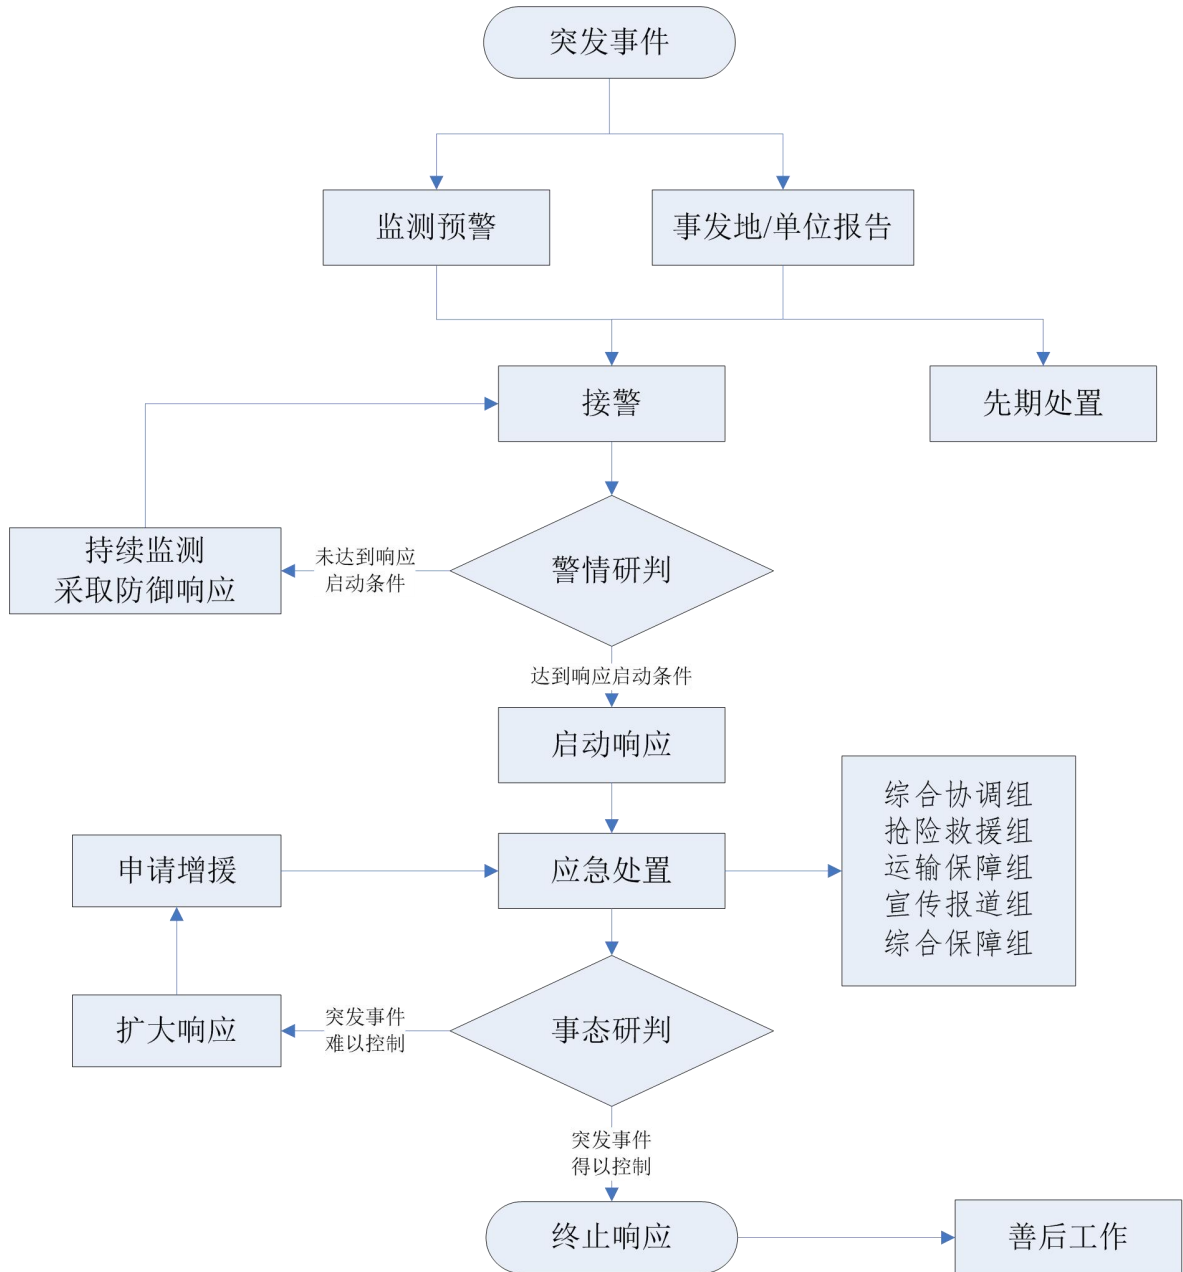 突发事件
监测预警
事发地/单位报告
接警
先期处置
持续监测
采取防御响应
未达到响应
启动条件
警情研判
达到响应启动条件
启动响应
综合协调组
抢险救援组
运输保障组
宣传报道组
综合保障组
申请增援
应急处置
扩大响应
突发事件
难以控制
事态研判
突发事件
得以控制
终止响应
善后工作